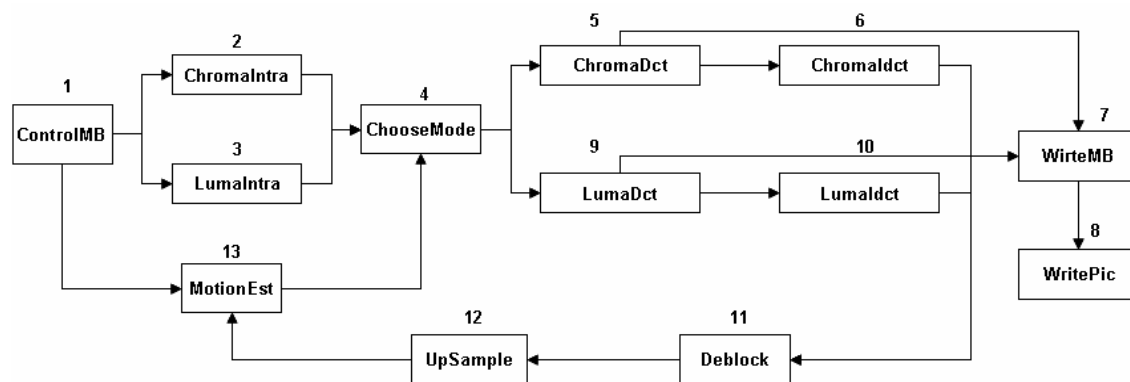 1
ControlMB
2
ChromaIntra
3
LumaIntra
13
MotionEst
4
ChooseMode
5
ChromaDct
6
ChromaIdct
9
LumaDct
10
LumaIdct
7
WirteMB
8
WritePic
11
Deblock
12
UpSample